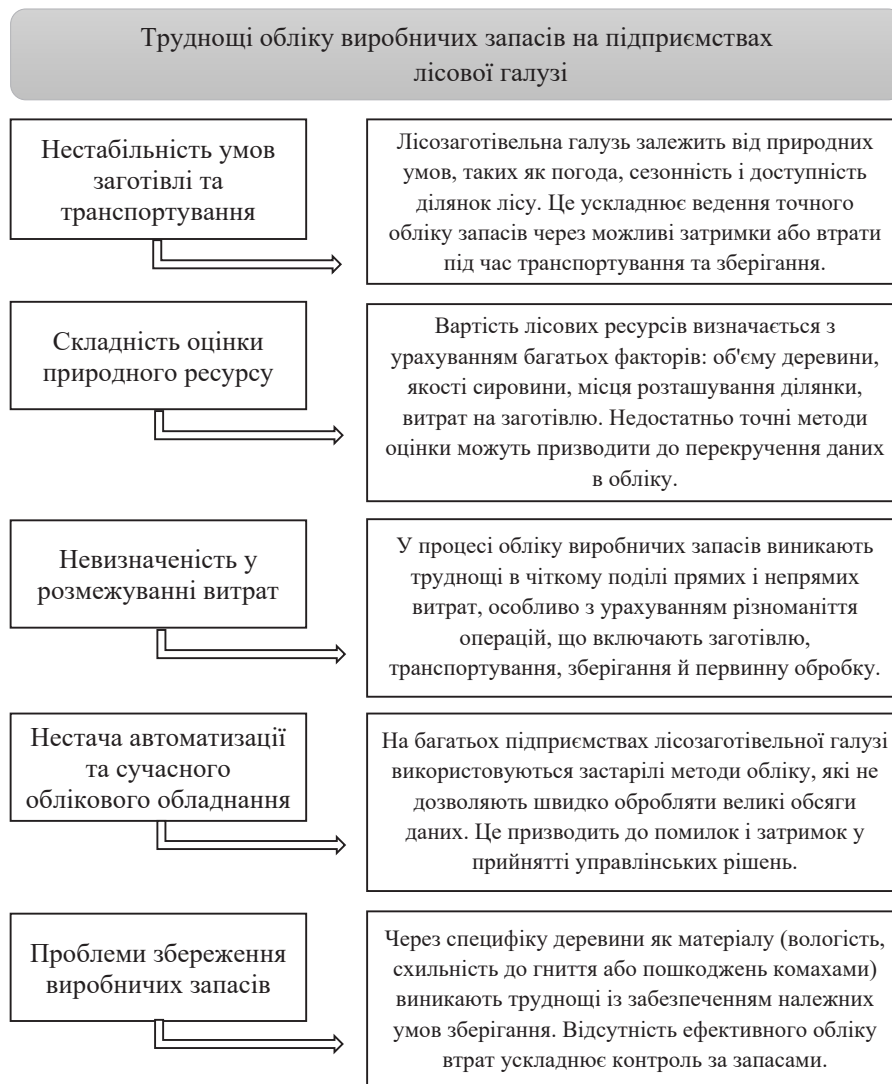 Труднощі обліку виробничих запасів на підприємствах
лісової галузі
Нестабільність умов
заготівлі та
транспортування
Лісозаготівельна галузь залежить від природних
умов, таких як погода, сезонність і доступність
ділянок лісу. Це ускладнює ведення точного
обліку запасів через можливі затримки або втрати
під час транспортування та зберігання.
Складність оцінки
природного ресурсу
Вартість лісових ресурсів визначається з
урахуванням багатьох факторів: об'єму деревини,
якості сировини, місця розташування ділянки,
витрат на заготівлю. Недостатньо точні методи
оцінки можуть призводити до перекручення даних
в обліку.
Невизначеність у
розмежуванні витрат
У процесі обліку виробничих запасів виникають
труднощі в чіткому поділі прямих і непрямих
витрат, особливо з урахуванням різноманіття
операцій, що включають заготівлю,
транспортування, зберігання й первинну обробку.
Нестача автоматизації
та сучасного
облікового обладнання
На багатьох підприємствах лісозаготівельної галузі
використовуються застарілі методи обліку, які не
дозволяють швидко обробляти великі обсяги
даних. Це призводить до помилок і затримок у
прийнятті управлінських рішень.
Проблеми збереження
виробничих запасів
Через специфіку деревини як матеріалу (вологість,
схильність до гниття або пошкоджень комахами)
виникають труднощі із забезпеченням належних
умов зберігання. Відсутність ефективного обліку
втрат ускладнює контроль за запасами.